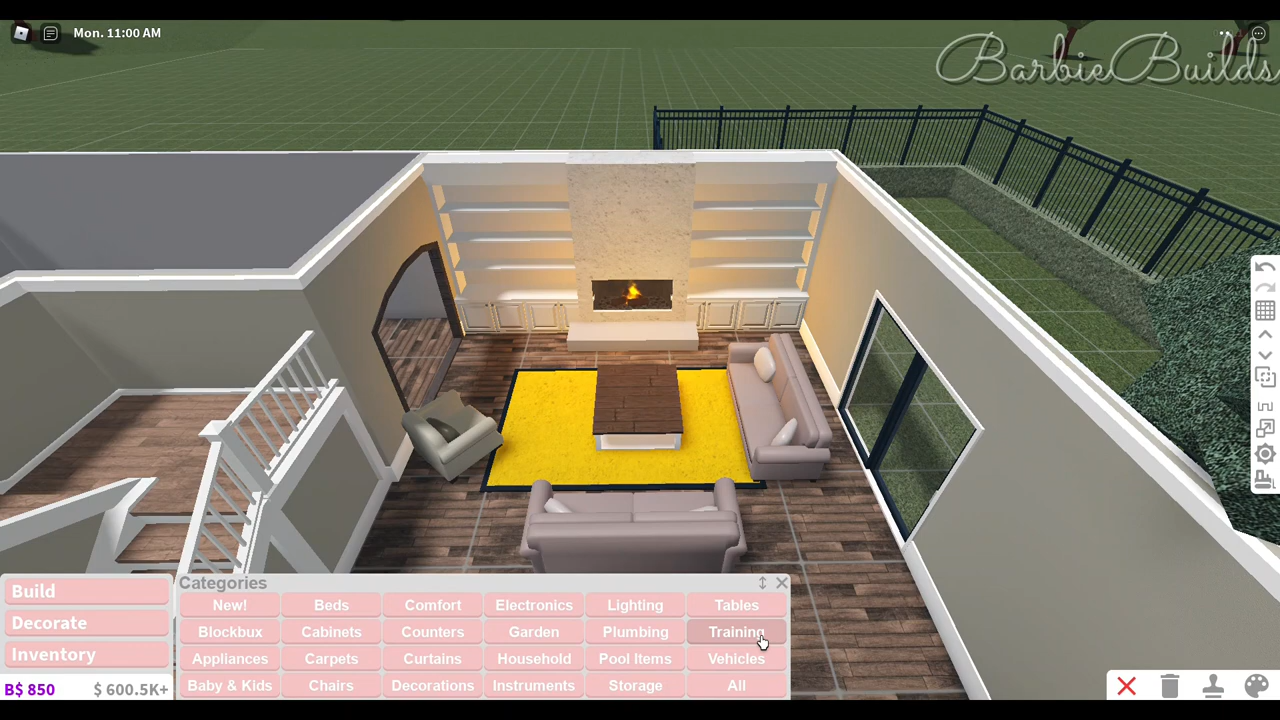 Mon. 11:00 AM
BarbieBuilds
Build
Decorate
Inventory
B$ 850 $ 600.5K+
Categories
New! Beds Comfort Electronics Lighting Tables
Blockbux Cabinets Counters Garden Plumbing Training
Appliances Carpets Curtains Household Pool Items Vehicles
Baby & Kids Chairs Decorations Instruments Storage All